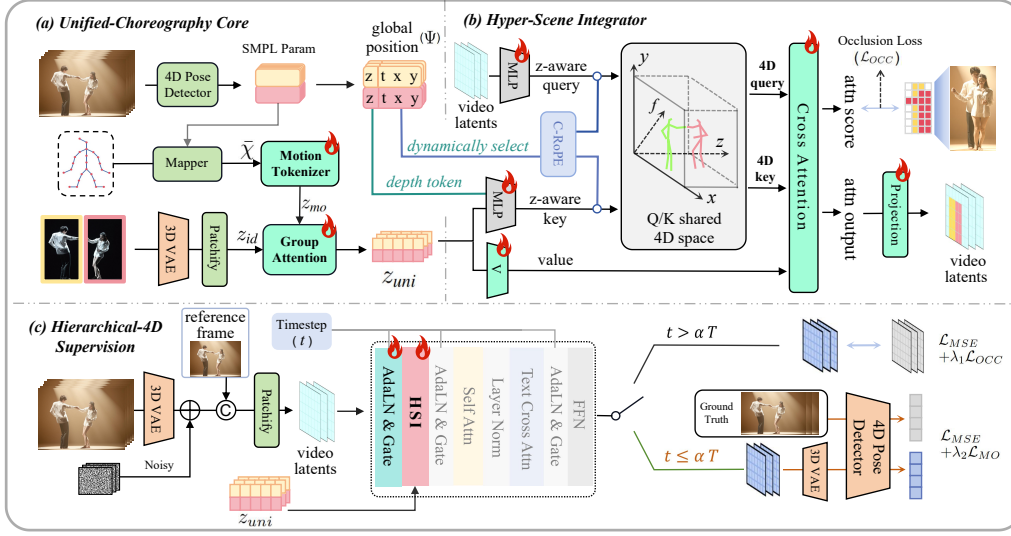 (a) Unified-Choreography Core
4D Pose
Detector
SMPL Param
global
position (Ψ)
z t x y
z t x y
Mapper
χ̃
Motion
Tokenizer
z_mo
3D VAE
Patchify
z_id
Group
Attention
z_uni
dynamically select
depth token
(b) Hyper-Scene Integrator
video
latents
MLP
z-aware
query
C-RoPE
MLP
z-aware
key
V
value
y
f
z
x
Q/K shared
4D space
4D
query
4D
key
Cross Attention
Occlusion Loss
(ℒ_OCC)
attn score
attn output
Projection
video
latents
(c) Hierarchical-4D
Supervision
reference
frame
3D VAE
Noisy
C
Patchify
video
latents
z_uni
Timestep
(t)
AdaLN & Gate
HSI
AdaLN & Gate
Self Attn
Layer Norm
Text Cross Attn
AdaLN & Gate
FFN
t > α T
ℒ_MSE
+λ₁ℒ_OCC
t ≤ α T
Ground
Truth
3D VAE
4D Pose
Detector
ℒ_MSE
+λ₂ℒ_MO